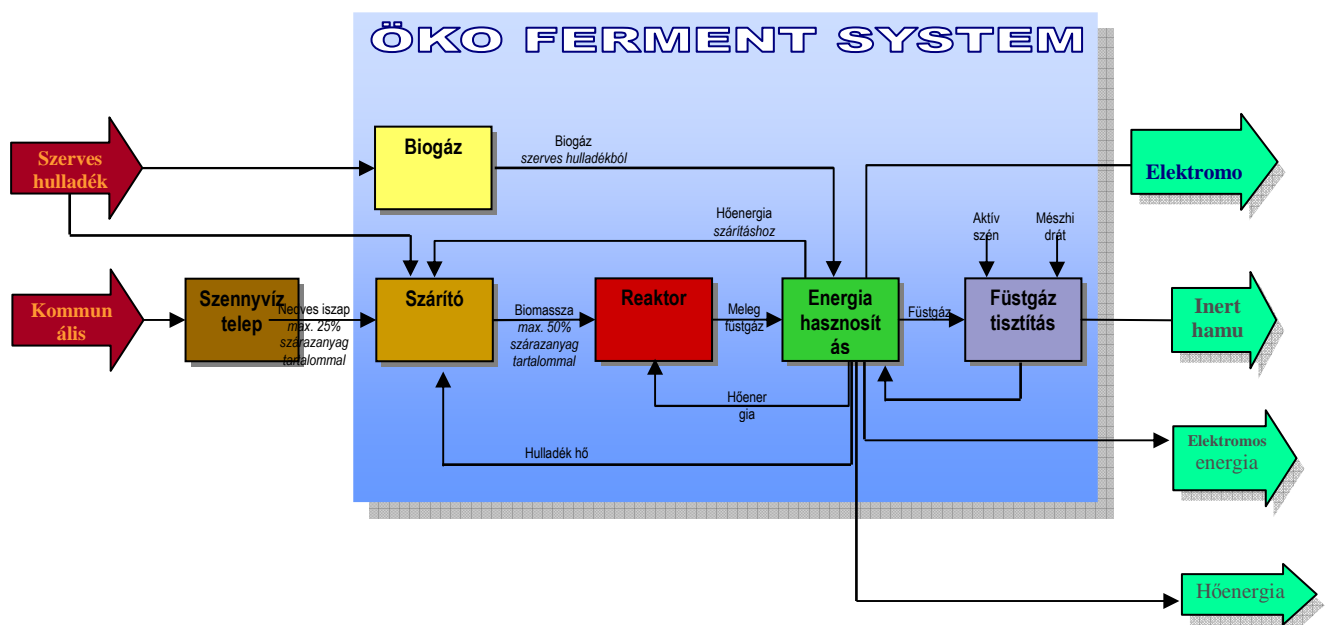 ÖKO FERMENT SYSTEM
Szerves
hulladék
Biogáz
Biogáz
szerves hulladékból
Elektromo
Hőenergia
szárításhoz
Aktív
szén
Mészhi
drát
Kommun
ális
Szennyvíz
telep
Nedves iszap
max. 25%
szárazanyag
tartalommal
Szárító
Biomassza
max. 50%
szárazanyag
tartalommal
Reaktor
Meleg
füstgáz
Energia
hasznosít
ás
Füstgáz
Füstgáz
tisztítás
Inert
hamu
Hőener
gia
Hulladék hő
Elektromos
energia
Hőenergia